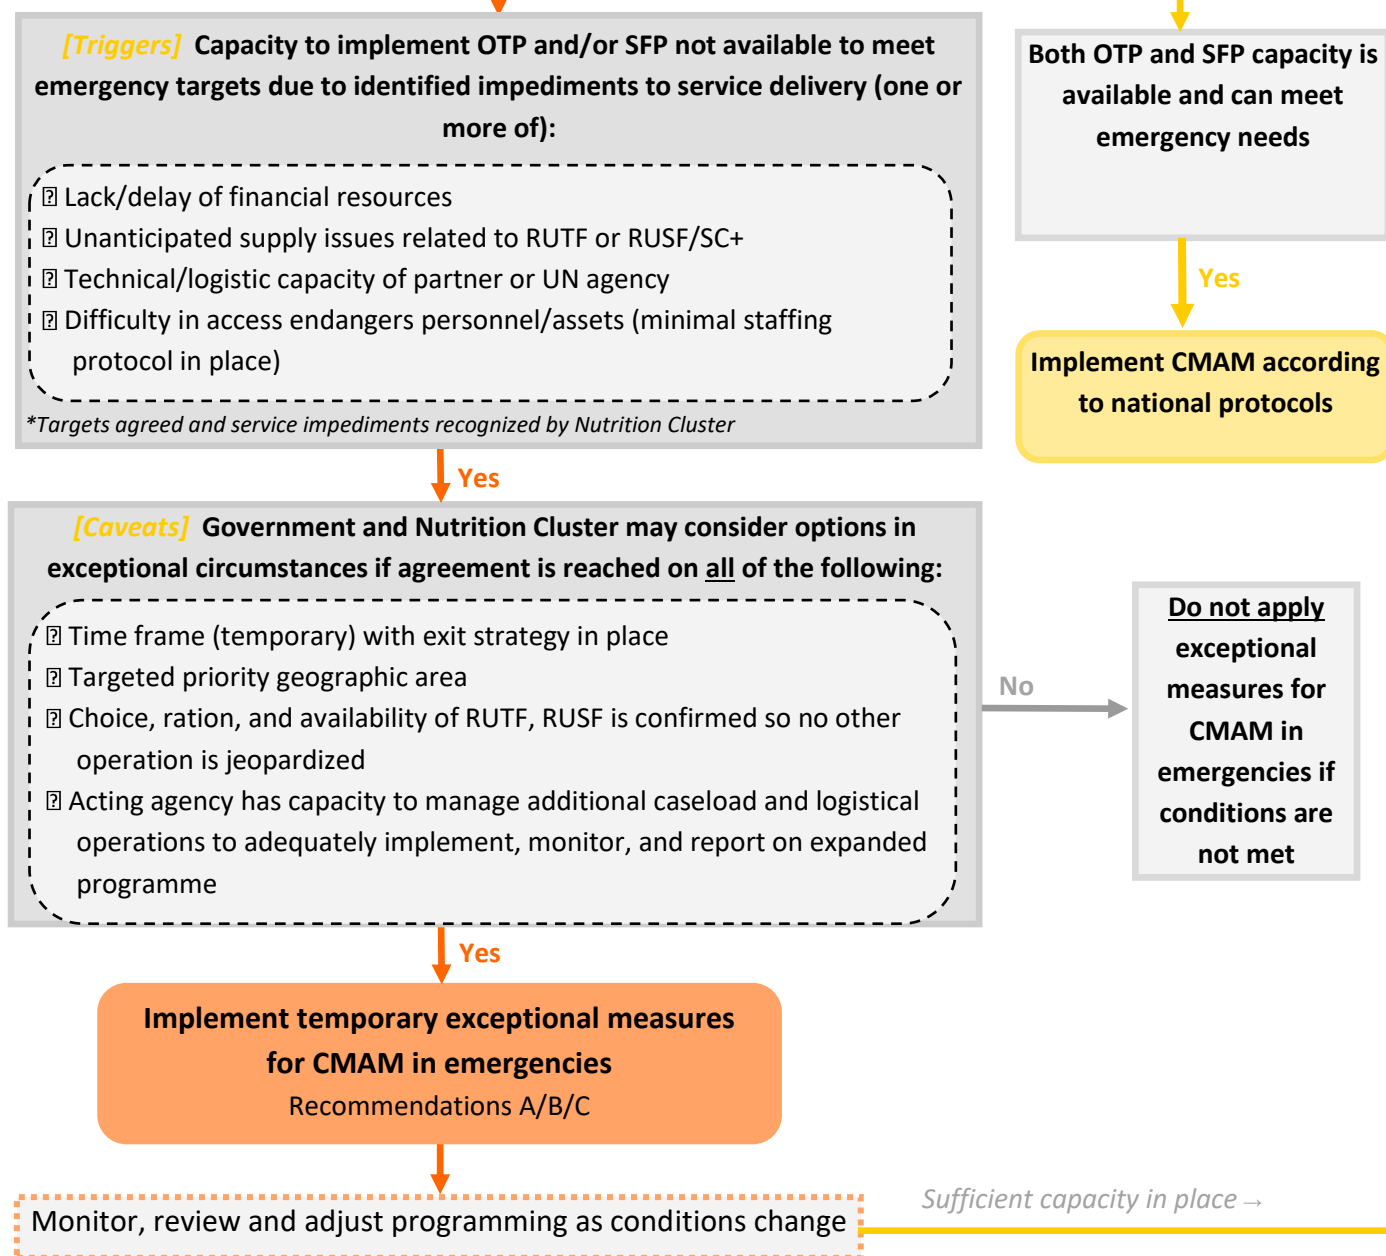 [Triggers] Capacity to implement OTP and/or SFP not available to meet
emergency targets due to identified impediments to service delivery (one or
more of):
⍰ Lack/delay of financial resources
⍰ Unanticipated supply issues related to RUTF or RUSF/SC+
⍰ Technical/logistic capacity of partner or UN agency
⍰ Difficulty in access endangers personnel/assets (minimal staffing
protocol in place)
*Targets agreed and service impediments recognized by Nutrition Cluster
Both OTP and SFP capacity is
available and can meet
emergency needs
Yes
Implement CMAM according
to national protocols
Yes
[Caveats] Government and Nutrition Cluster may consider options in
exceptional circumstances if agreement is reached on all of the following:
⍰ Time frame (temporary) with exit strategy in place
⍰ Targeted priority geographic area
⍰ Choice, ration, and availability of RUTF, RUSF is confirmed so no other
operation is jeopardized
⍰ Acting agency has capacity to manage additional caseload and logistical
operations to adequately implement, monitor, and report on expanded
programme
No
Do not apply
exceptional
measures for
CMAM in
emergencies if
conditions are
not met
Yes
Implement temporary exceptional measures
for CMAM in emergencies
Recommendations A/B/C
Monitor, review and adjust programming as conditions change
Sufficient capacity in place →